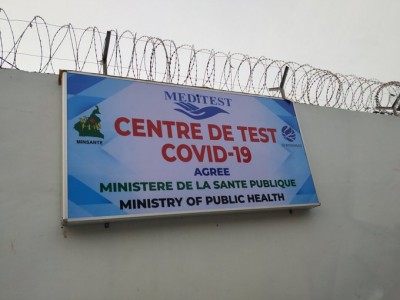 MEDITEST
CENTRE DE TEST
COVID-19
MINSANTE
AGREE
MINISTERE DE LA SANTE PUBLIQUE
MINISTRY OF PUBLIC HEALTH